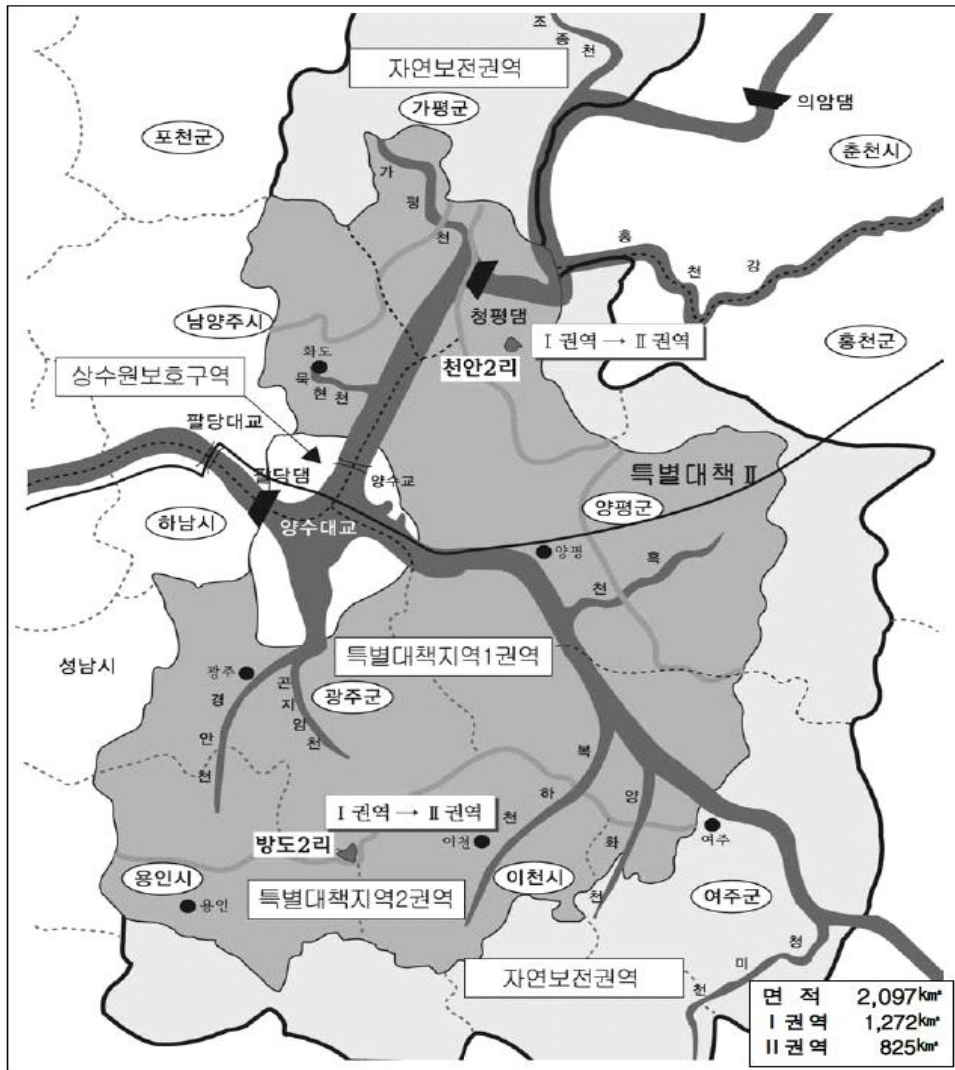 조종천
자연보전권역
가평군
의암댐
포천군
춘천시
가평천
홍천강
청평댐
남양주시
Ⅰ권역 → Ⅱ권역
홍천군
화도
천안2리
묵현천
상수원보호구역
팔당대교
특별대책Ⅱ
팔당댐
양수교
양평군
하남시
양수대교
양평
흑천
특별대책지역1권역
성남시
광주
광주군
곤지암천
경안천
복하천
양화천
Ⅰ권역 → Ⅱ권역
방도2리
이천
여주
용인시
용인
특별대책지역2권역
이천시
여주군
청미천
자연보전권역
면 적 2,097㎢
Ⅰ권역 1,272㎢
Ⅱ권역 825㎢